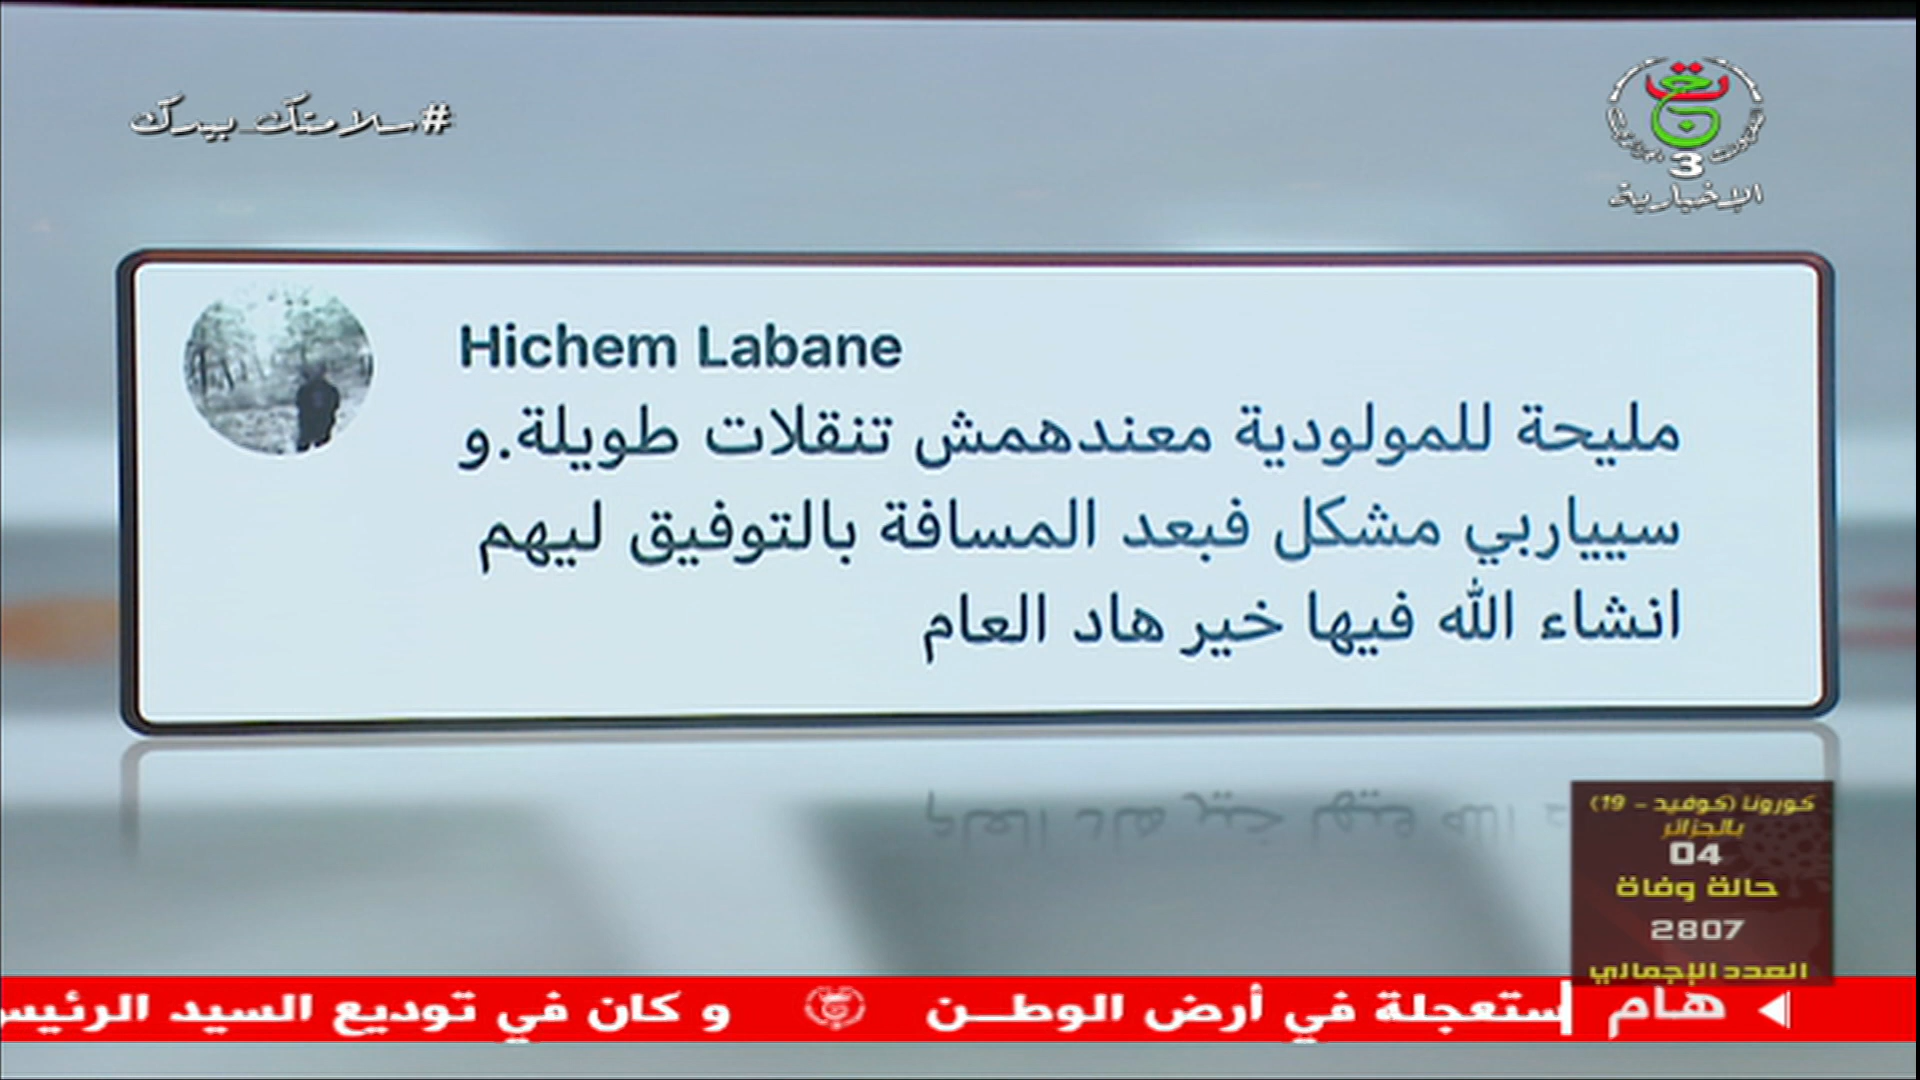 #سلامتك بيدك
3
الإخبارية
Hichem Labane
مليحة للمولودية معندهمش تنقلات طويلة.و
سيياربي مشكل فبعد المسافة بالتوفيق ليهم
انشاء الله فيها خير هاد العام
كورونا (كوفيد - 19)
بالجزائر
04
حالة وفاة
2807
العدد الإجمالي
هام
ستعجلة في أرض الوطن
و كان في توديع السيد الرئيس